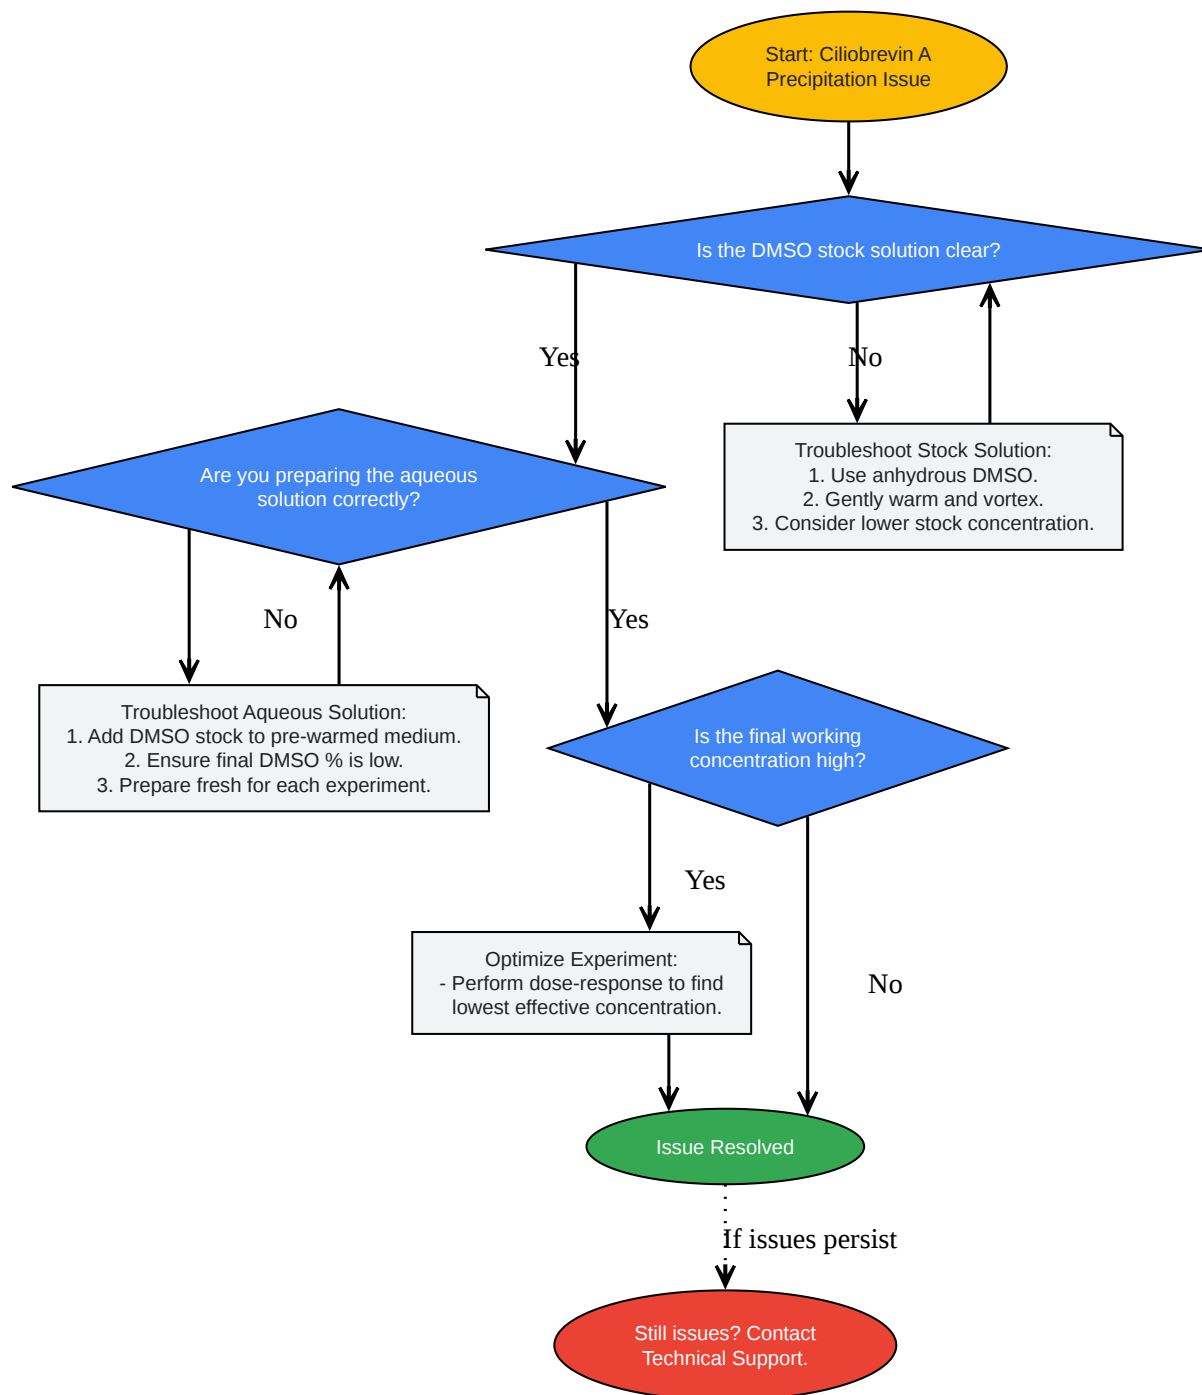 Start: Ciliobrevin A
Precipitation Issue
Is the DMSO stock solution clear?
Yes
No
Troubleshoot Stock Solution:
1. Use anhydrous DMSO.
2. Gently warm and vortex.
3. Consider lower stock concentration.
Are you preparing the aqueous
solution correctly?
No
Yes
Troubleshoot Aqueous Solution:
1. Add DMSO stock to pre-warmed medium.
2. Ensure final DMSO % is low.
3. Prepare fresh for each experiment.
Is the final working
concentration high?
Yes
No
Optimize Experiment:
- Perform dose-response to find
lowest effective concentration.
Issue Resolved
If issues persist
Still issues? Contact
Technical Support.